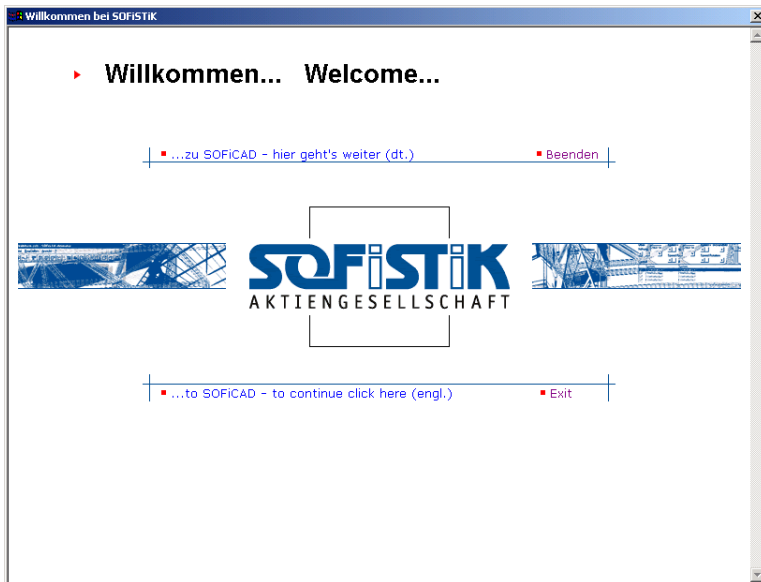 Willkommen bei SOFiSTiK
Willkommen... Welcome...
...zu SOFiCAD - hier geht's weiter (dt.) Beenden
SOFiSTiK
AKTIENGESELLSCHAFT
...to SOFiCAD - to continue click here (engl.) Exit